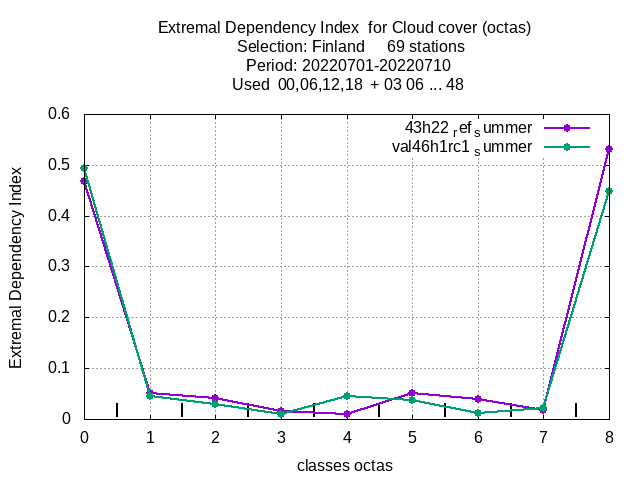 Extremal Dependency Index for Cloud cover (octas)
Selection: Finland 69 stations
Period: 20220701-20220710
Used 00,06,12,18 + 03 06 ... 48
43h22 ref summer
val46h1rc1 summer
0.6
0.5
0.4
0.3
0.2
0.1
0
Extremal Dependency Index
0 1 2 3 4 5 6 7 8
classes octas